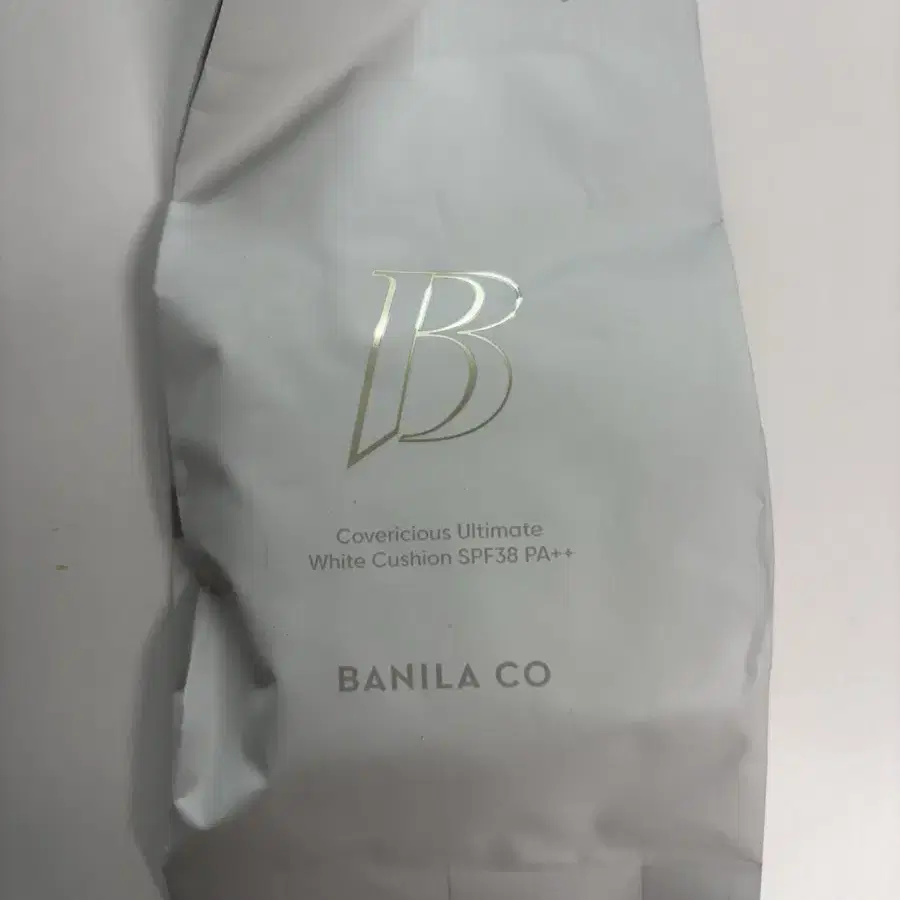 B
Covericious Ultimate
White Cushion SPF38 PA++
BANILA CO